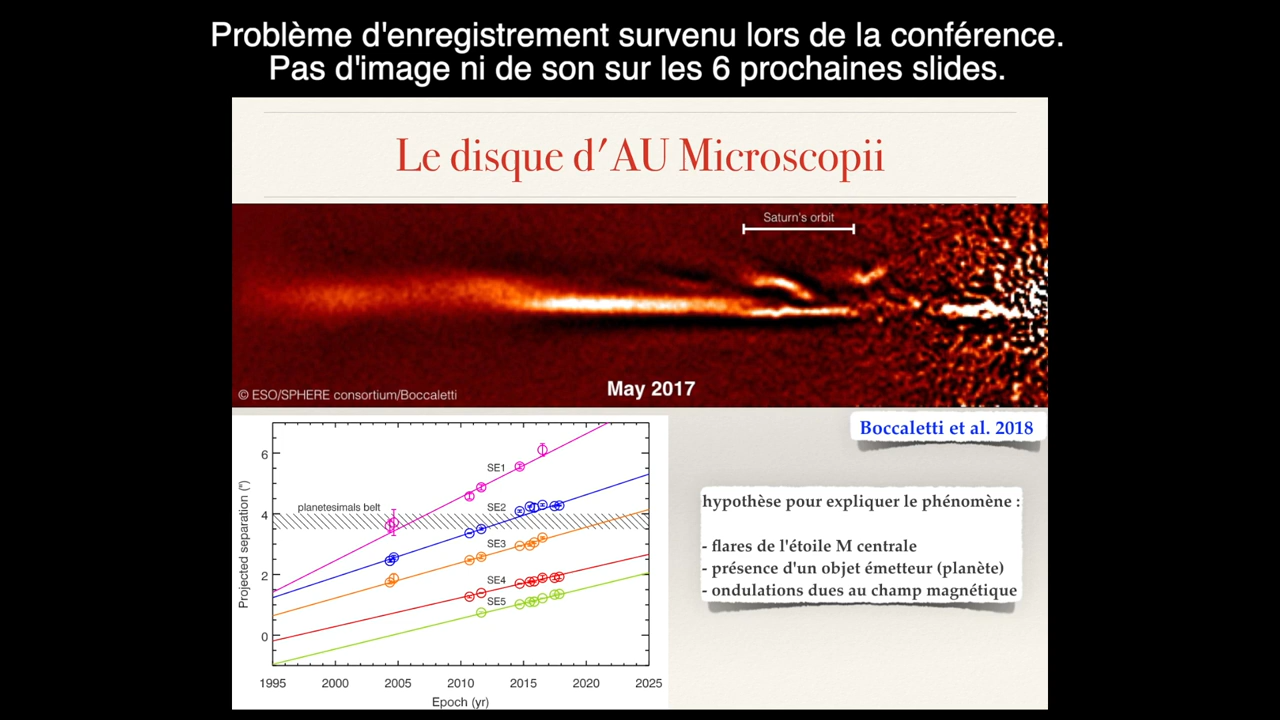 Problème d'enregistrement survenu lors de la conférence.
Pas d'image ni de son sur les 6 prochaines slides.
Le disque d'AU Microscopii
Saturn's orbit
© ESO/SPHERE consortium/Boccaletti
May 2017
Boccaletti et al. 2018
Projected separation (")
6
4
2
0
planetesimals belt
SE1
SE2
SE3
SE4
SE5
1995 2000 2005 2010 2015 2020 2025
Epoch (yr)
hypothèse pour expliquer le phénomène :
- flares de l'étoile M centrale
- présence d'un objet émetteur (planète)
- ondulations dues au champ magnétique